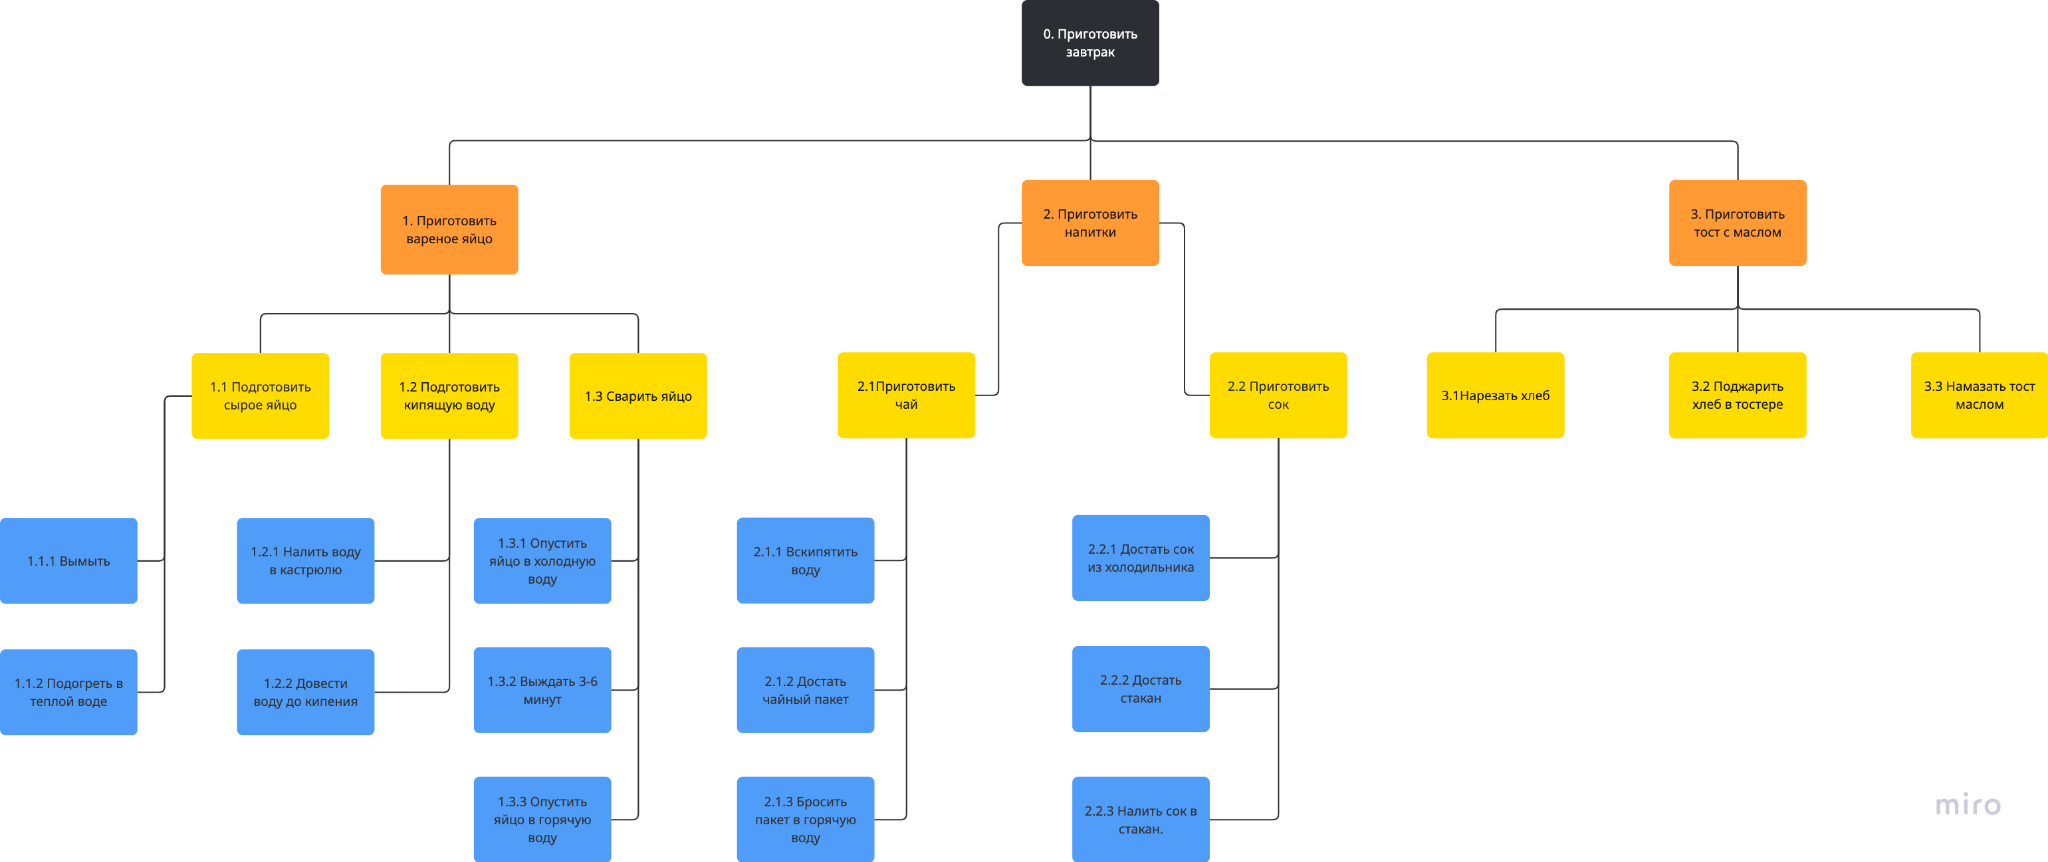 0. Приготовить
завтрак
1. Приготовить
вареное яйцо
2. Приготовить
напитки
3. Приготовить
тост с маслом
1.1 Подготовить
сырое яйцо
1.2 Подготовить
кипящую воду
1.3 Сварить яйцо
2.1Приготовить
чай
2.2 Приготовить
сок
3.1Нарезать хлеб
3.2 Поджарить
хлеб в тостере
3.3 Намазать тост
маслом
1.1.1 Вымыть
1.2.1 Налить воду
в кастрюлю
1.3.1 Опустить
яйцо в холодную
воду
2.1.1 Вскипятить
воду
2.2.1 Достать сок
из холодильника
1.1.2 Подогреть в
теплой воде
1.2.2 Довести
воду до кипения
1.3.2 Выждать 3-6
минут
2.1.2 Достать
чайный пакет
2.2.2 Достать
стакан
1.3.3 Опустить
яйцо в горячую
воду
2.1.3 Бросить
пакет в горячую
воду
2.2.3 Налить сок в
стакан.
miro